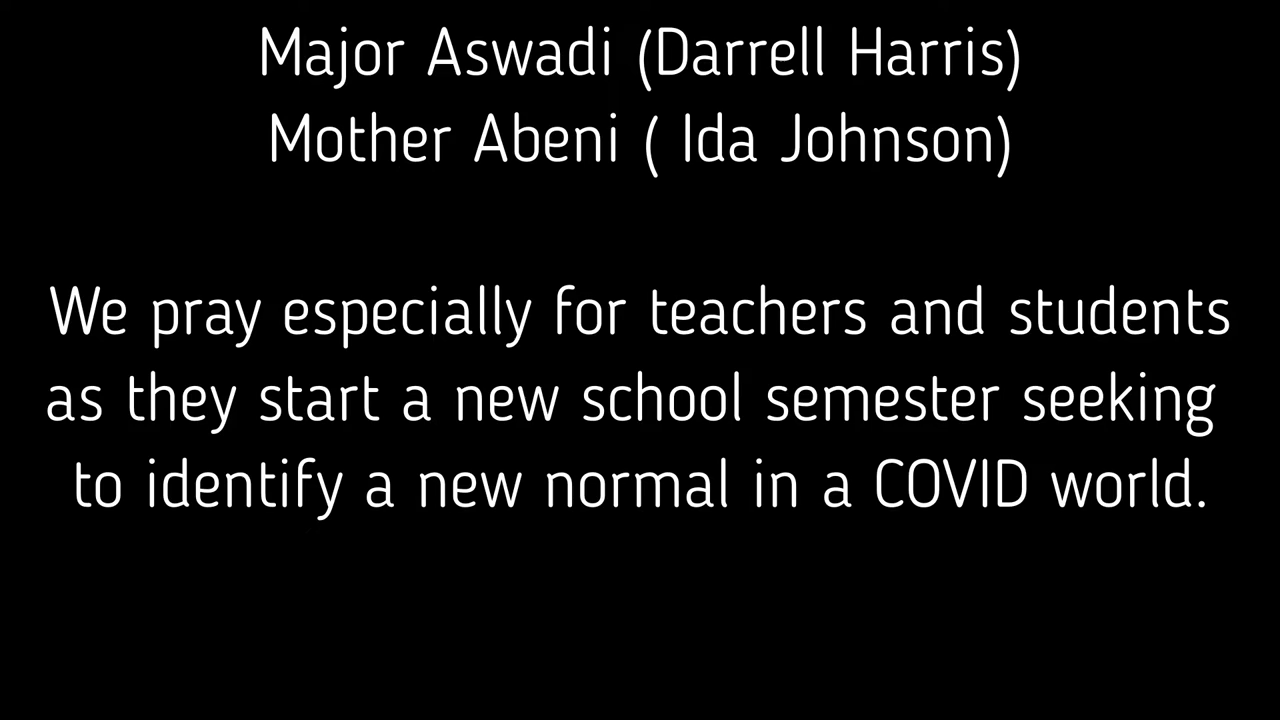 Major Aswadi (Darrell Harris)
Mother Abeni ( Ida Johnson)
We pray especially for teachers and students
as they start a new school semester seeking
to identify a new normal in a COVID world.